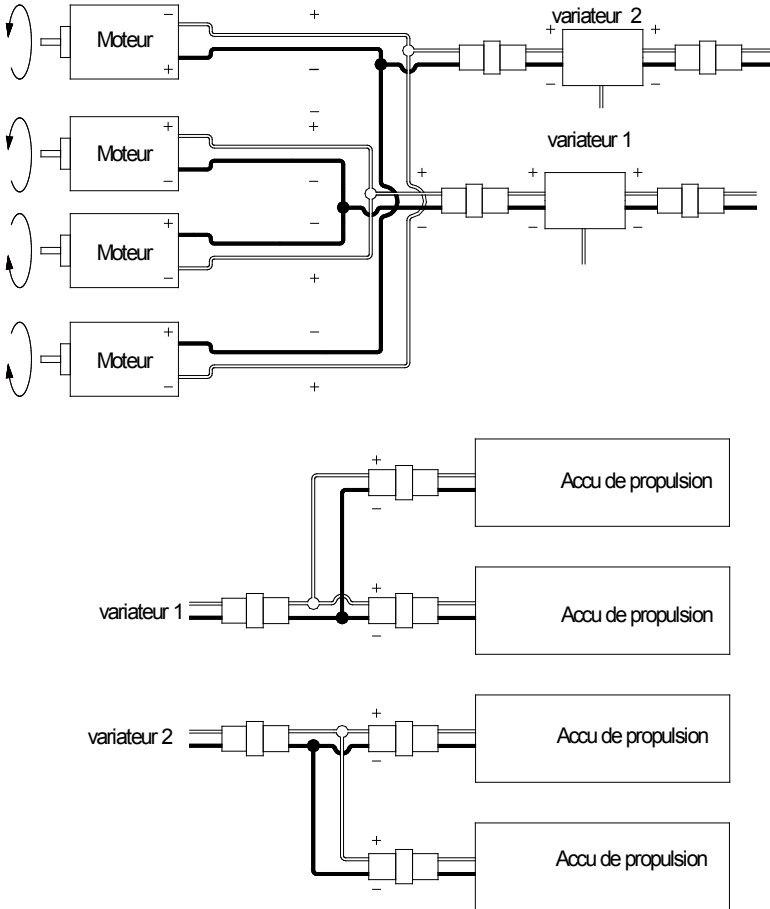 variateur 2
Moteur
− +
+ −
+ − + −
variateur 1
Moteur
+ −
− + −
+ − + − +
Moteur
+ −
− +
Moteur
+ −
− +
+ −
Accu de propulsion
variateur 1
+ −
Accu de propulsion
variateur 2
+ −
Accu de propulsion
+ −
Accu de propulsion